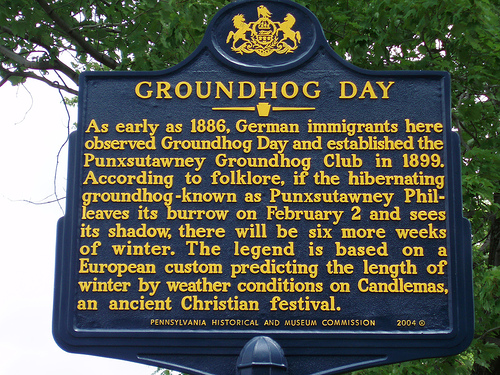 GROUNDHOG DAY
As early as 1886, German immigrants here
observed Groundhog Day and established the
Punxsutawney Groundhog Club in 1899.
According to folklore, if the hibernating
groundhog-known as Punxsutawney Phil-
leaves its burrow on February 2 and sees
its shadow, there will be six more weeks
of winter. The legend is based on a
European custom predicting the length of
winter by weather conditions on Candlemas,
an ancient Christian festival.
PENNSYLVANIA HISTORICAL AND MUSEUM COMMISSION 2004 ©